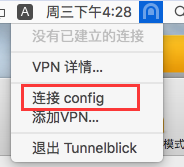 A 周三下午4:28
没有已建立的连接
VPN 详情...
连接 config
添加VPN...
模式
退出 Tunnelblick